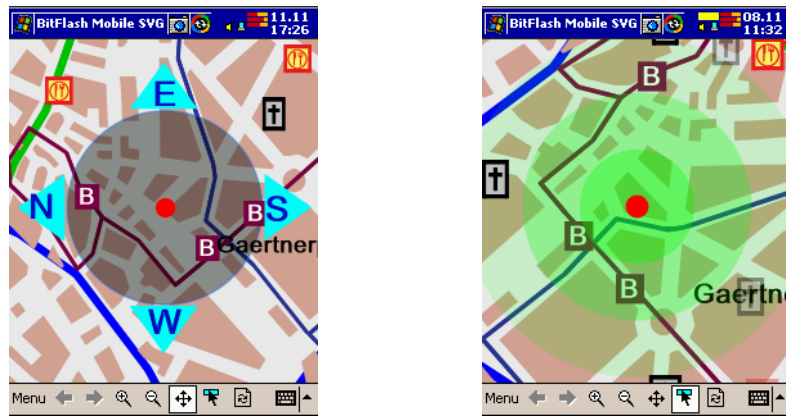 BitFlash Mobile SVG 11.11
17:26
E
B
N
B
S
B
Gaertner
W
Menu
BitFlash Mobile SVG 08.11
11:32
B
B
B
Gaertn
Menu